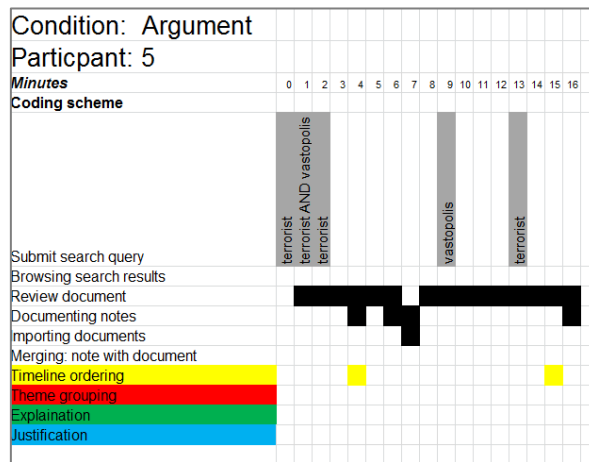 Condition: Argument
Particpant: 5
Minutes 0 1 2 3 4 5 6 7 8 9 10 11 12 13 14 15 16
Coding scheme
terrorist
terrorist AND vastopolis
terrorist
vastopolis
terrorist
Submit search query
Browsing search results
Review document
Documenting notes
Importing documents
Merging: note with document
Timeline ordering
Theme grouping
Explaination
Justification